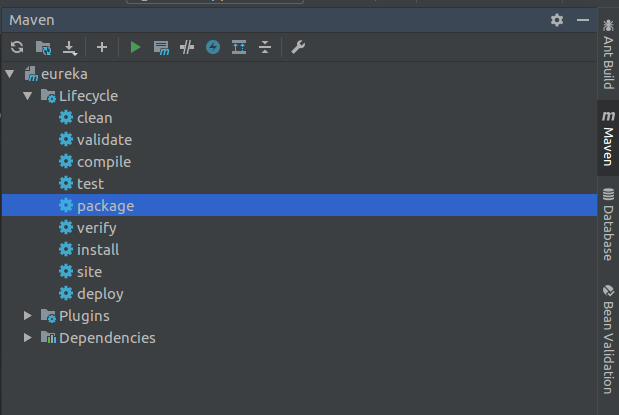 Maven
eureka
Lifecycle
clean
validate
compile
test
package
verify
install
site
deploy
Plugins
Dependencies
Ant Build
Maven
Database
Bean Validation